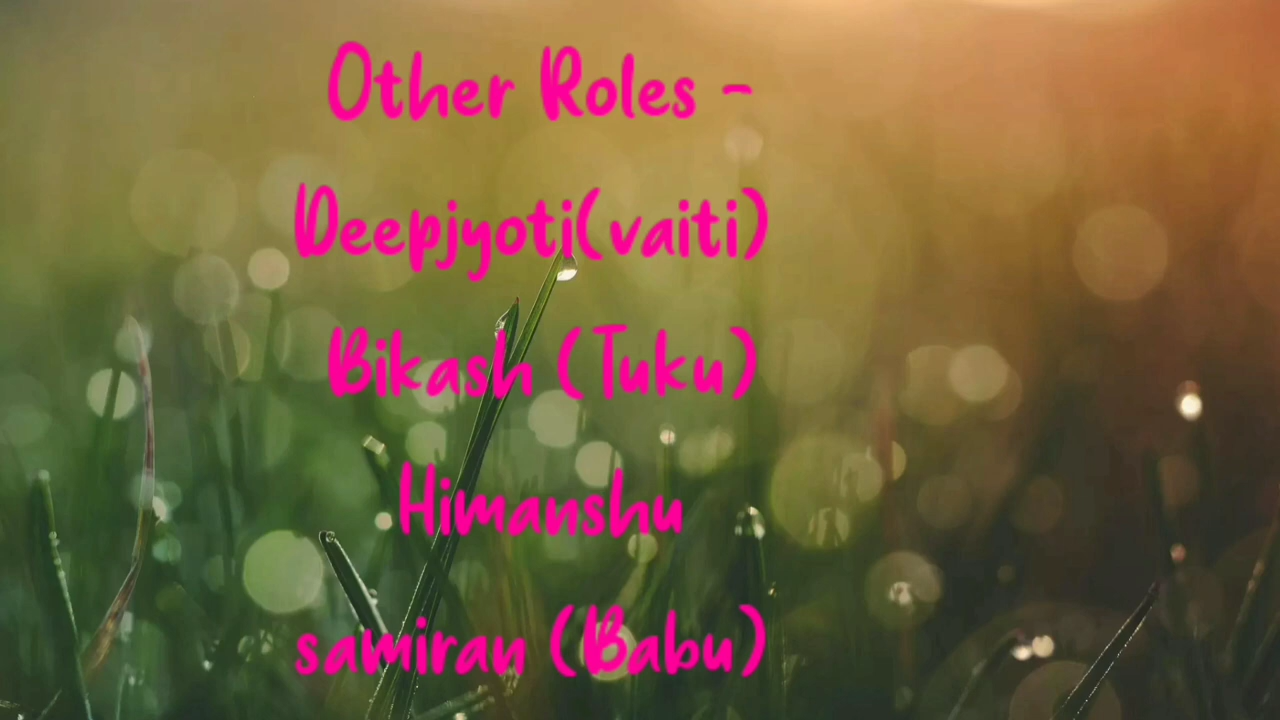 Other Roles -
Deepjyoti(vaiti)
Bikash (Tuku)
Himanshu
samiran (Babu)